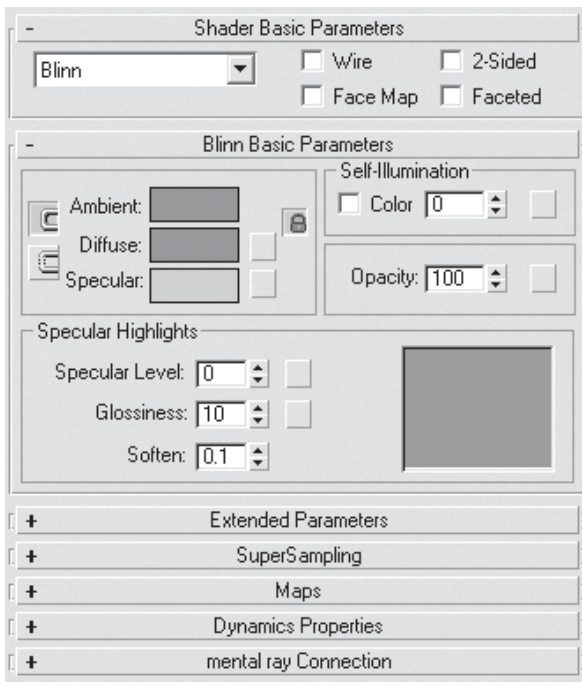 - Shader Basic Parameters
Blinn
Wire
2-Sided
Face Map
Faceted
- Blinn Basic Parameters
Ambient:
Diffuse:
Specular:
Self-Illumination
Color 0
Opacity: 100
Specular Highlights
Specular Level: 0
Glossiness: 10
Soften: 0.1
+ Extended Parameters
+ SuperSampling
+ Maps
+ Dynamics Properties
+ mental ray Connection